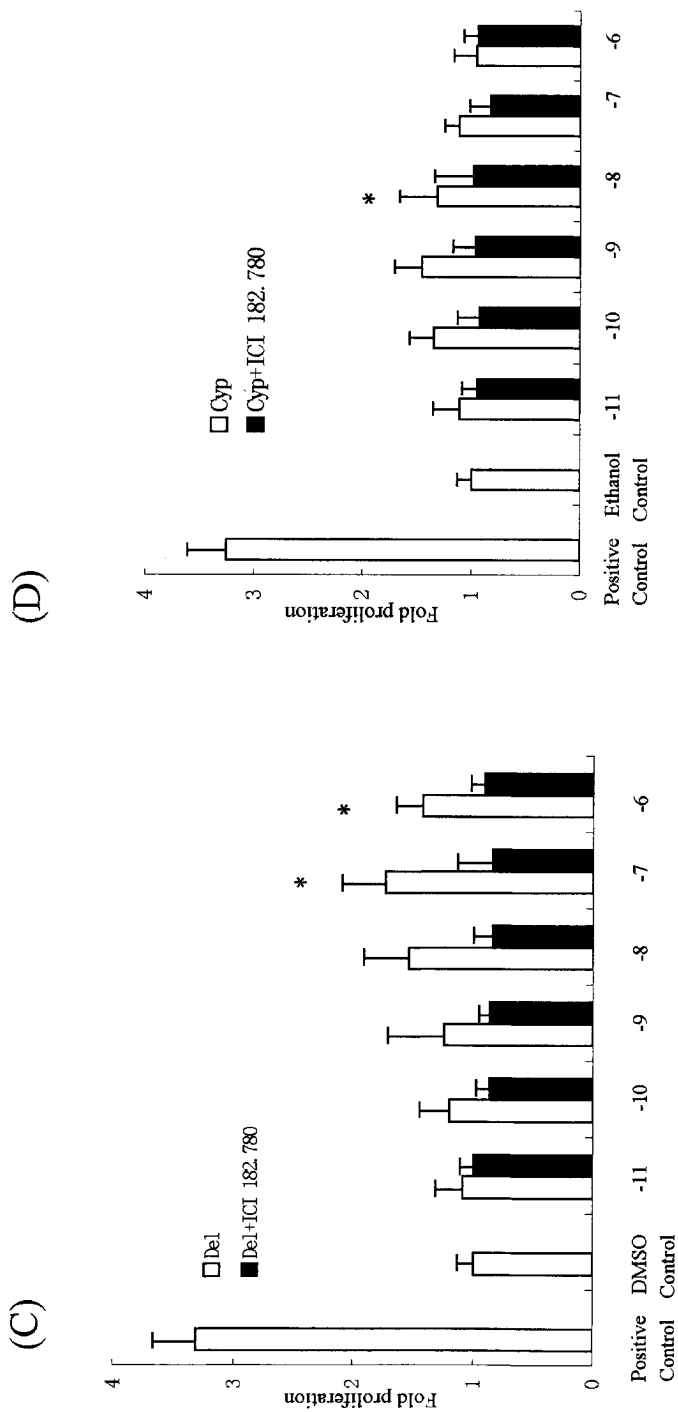 (C)
4
3
2
1
0
Fold proliferation
Del
Del+ICI 182.780
*
*
Positive Control
DMSO Control
-11
-10
-9
-8
-7
-6
(D)
4
3
2
1
0
Fold proliferation
Cyp
Cyp+ICI 182.780
*
Positive Control
Ethanol Control
-11
-10
-9
-8
-7
-6